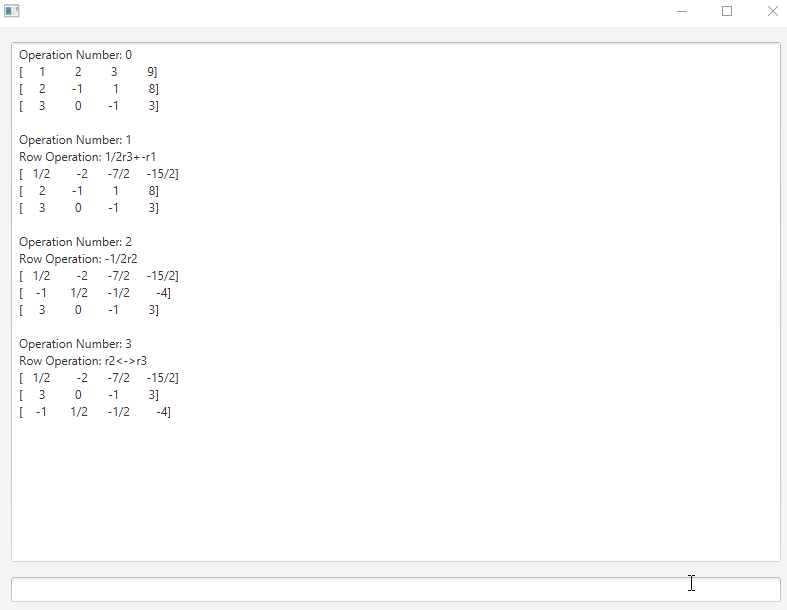 Operation Number: 0
[ 1 2 3 9]
[ 2 -1 1 8]
[ 3 0 -1 3]
Operation Number: 1
Row Operation: 1/2r3+-r1
[ 1/2 -2 -7/2 -15/2]
[ 2 -1 1 8]
[ 3 0 -1 3]
Operation Number: 2
Row Operation: -1/2r2
[ 1/2 -2 -7/2 -15/2]
[ -1 1/2 -1/2 -4]
[ 3 0 -1 3]
Operation Number: 3
Row Operation: r2<->r3
[ 1/2 -2 -7/2 -15/2]
[ 3 0 -1 3]
[ -1 1/2 -1/2 -4]